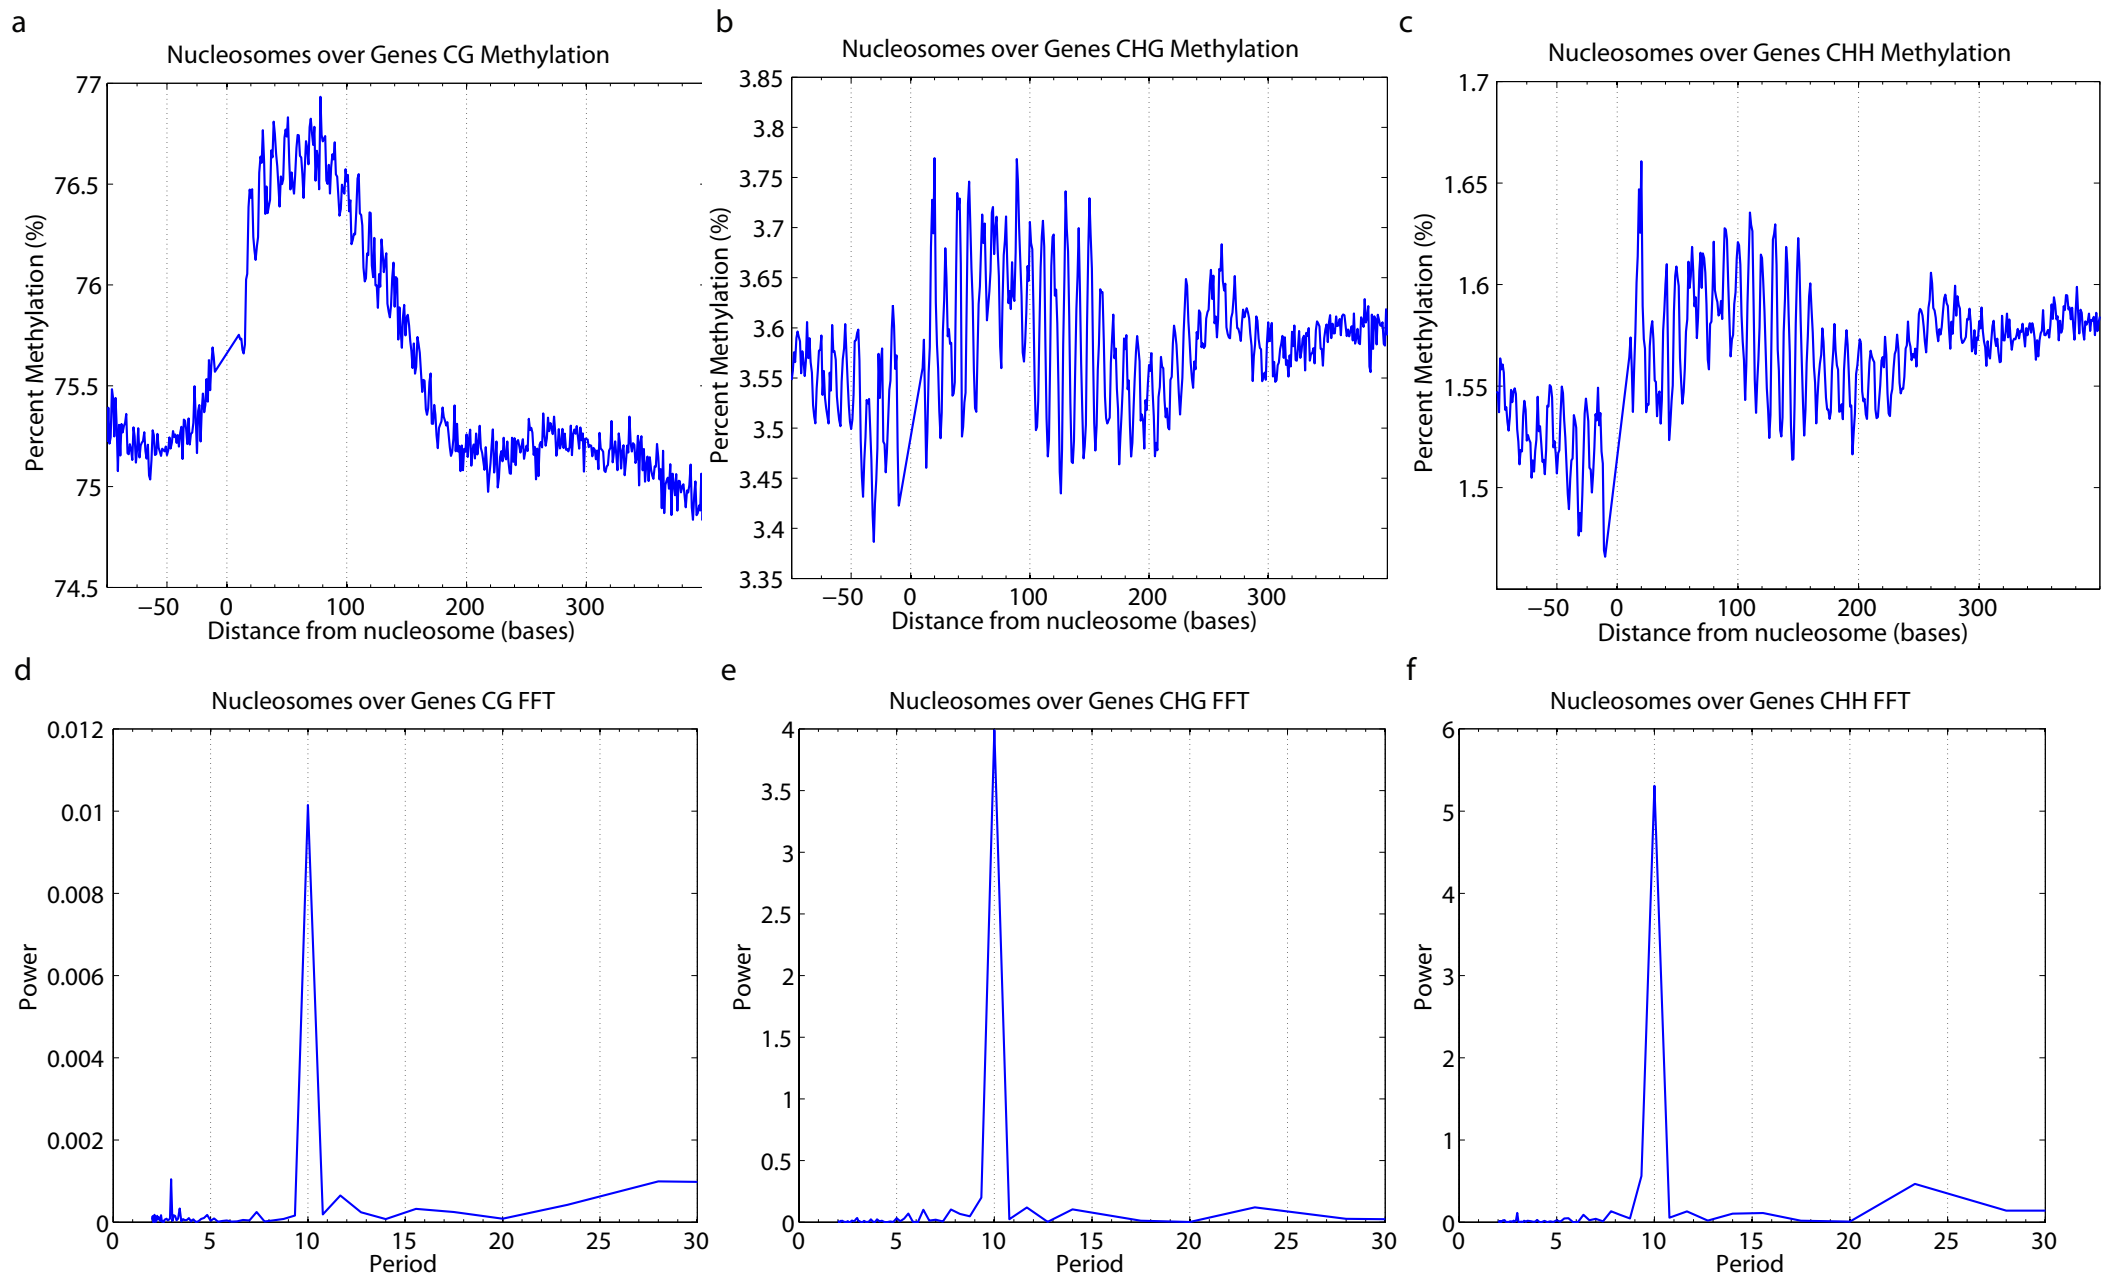 a
Nucleosomes over Genes CG Methylation
77
76.5
76
75.5
75
74.5
Percent Methylation (%)
−50 0 100 200 300
Distance from nucleosome (bases)
b
Nucleosomes over Genes CHG Methylation
3.85
3.8
3.75
3.7
3.65
3.6
3.55
3.5
3.45
3.4
3.35
Percent Methylation (%)
−50 0 100 200 300
Distance from nucleosome (bases)
c
Nucleosomes over Genes CHH Methylation
1.7
1.65
1.6
1.55
1.5
Percent Methylation (%)
−50 0 100 200 300
Distance from nucleosome (bases)
d
Nucleosomes over Genes CG FFT
0.012
0.01
0.008
0.006
0.004
0.002
0
Power
0 5 10 15 20 25 30
Period
e
Nucleosomes over Genes CHG FFT
4
3.5
3
2.5
2
1.5
1
0.5
0
Power
0 5 10 15 20 25 30
Period
f
Nucleosomes over Genes CHH FFT
6
5
4
3
2
1
0
Power
0 5 10 15 20 25 30
Period